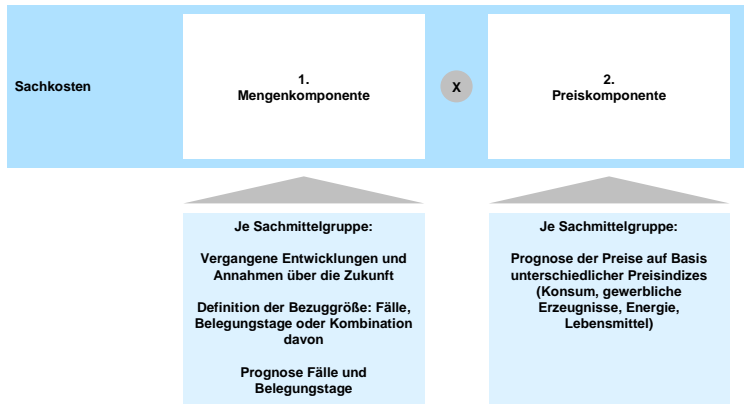 Sachkosten
1.
Mengenkomponente
X
2.
Preiskomponente
Je Sachmittelgruppe:
Vergangene Entwicklungen und
Annahmen über die Zukunft
Definition der Bezuggröße: Fälle,
Belegungstage oder Kombination
davon
Prognose Fälle und
Belegungstage
Je Sachmittelgruppe:
Prognose der Preise auf Basis
unterschiedlicher Preisindizes
(Konsum, gewerbliche
Erzeugnisse, Energie,
Lebensmittel)